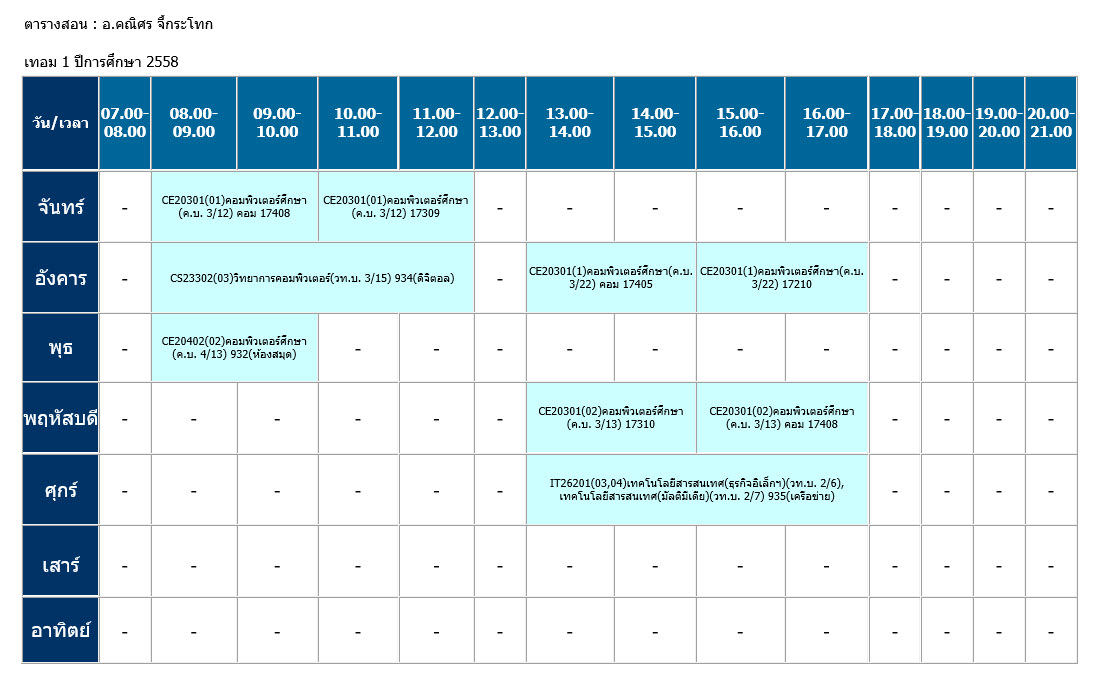 ตารางสอน : อ.คณิศร จี้กระโทก
เทอม 1 ปีการศึกษา 2558
วัน/เวลา 07.00-08.00 08.00-09.00 09.00-10.00 10.00-11.00 11.00-12.00 12.00-13.00 13.00-14.00 14.00-15.00 15.00-16.00 16.00-17.00 17.00-18.00 18.00-19.00 19.00-20.00 20.00-21.00
จันทร์ - CE20301(01)คอมพิวเตอร์ศึกษา (ค.บ. 3/12) คอม 17408 CE20301(01)คอมพิวเตอร์ศึกษา (ค.บ. 3/12) 17309 - - - - - - - - -
อังคาร - CS23302(03)วิทยาการคอมพิวเตอร์(วท.บ. 3/15) 934(ดิจิตอล) - CE20301(1)คอมพิวเตอร์ศึกษา(ค.บ. 3/22) คอม 17405 CE20301(1)คอมพิวเตอร์ศึกษา(ค.บ. 3/22) 17210 - - - -
พุธ - CE20402(02)คอมพิวเตอร์ศึกษา (ค.บ. 4/13) 932(ห้องสมุด) - - - - - - - - - - -
พฤหัสบดี - - - - - - CE20301(02)คอมพิวเตอร์ศึกษา (ค.บ. 3/13) 17310 CE20301(02)คอมพิวเตอร์ศึกษา (ค.บ. 3/13) คอม 17408 - - - -
ศุกร์ - - - - - - IT26201(03,04)เทคโนโลยีสารสนเทศ(ธุรกิจอิเล็กฯ)(วท.บ. 2/6), เทคโนโลยีสารสนเทศ(มัลติมีเดีย)(วท.บ. 2/7) 935(เครือข่าย) - - - -
เสาร์ - - - - - - - - - - - - - -
อาทิตย์ - - - - - - - - - - - - - -